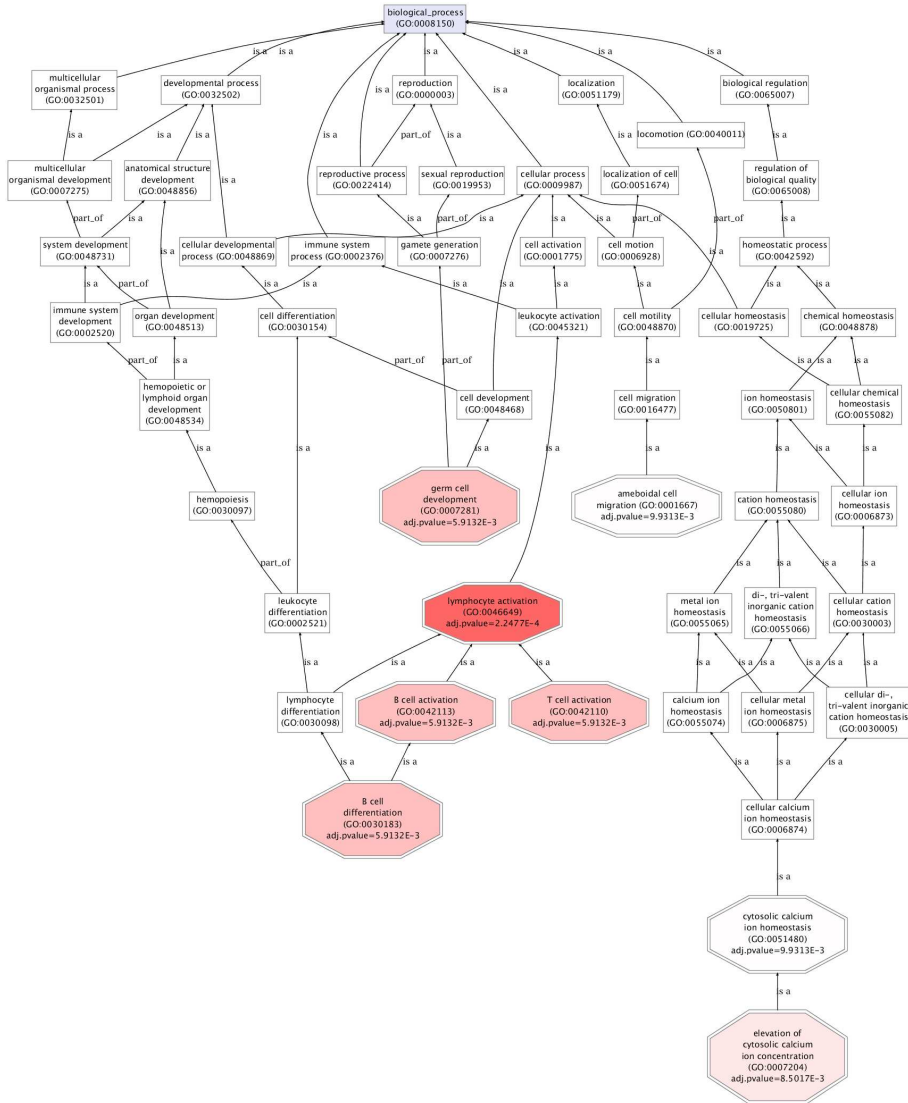 biological_process
(GO:0008150)
is a
is a
is a
is a
is a
is a
multicellular
organismal process
(GO:0032501)
developmental process
(GO:0032502)
reproduction
(GO:0000003)
localization
(GO:0051179)
biological regulation
(GO:0065007)
is a
is a
is a
is a
is a
is a
part_of
is a
is a
is a
locomotion (GO:0040011)
is a
multicellular
organismal development
(GO:0007275)
anatomical structure
development
(GO:0048856)
reproductive process
(GO:0022414)
sexual reproduction
(GO:0019953)
cellular process
(GO:0009987)
localization of cell
(GO:0051674)
regulation of
biological quality
(GO:0065008)
part_of
is a
is a
is a
part_of
is a
is a
part_of
part_of
is a
system development
(GO:0048731)
cellular developmental
process (GO:0048869)
immune system
process (GO:0002376)
gamete generation
(GO:0007276)
cell activation
(GO:0001775)
cell motion
(GO:0006928)
homeostatic process
(GO:0042592)
is a
part_of
is a
is a
is a
is a
is a
is a
is a
is a
is a
is a
immune system
development
(GO:0002520)
organ development
(GO:0048513)
cell differentiation
(GO:0030154)
leukocyte activation
(GO:0045321)
cell motility
(GO:0048870)
cellular homeostasis
(GO:0019725)
chemical homeostasis
(GO:0048878)
part_of
is a
part_of
part_of
is a
is a
is a
is a
hemopoietic or
lymphoid organ
development
(GO:0048534)
cell development
(GO:0048468)
cell migration
(GO:0016477)
ion homeostasis
(GO:0050801)
cellular chemical
homeostasis
(GO:0055082)
is a
is a
is a
is a
is a
is a
is a
is a
hemopoiesis
(GO:0030097)
germ cell
development
(GO:0007281)
adj.pvalue=5.9132E-3
ameboidal cell
migration (GO:0001667)
adj.pvalue=9.9313E-3
cation homeostasis
(GO:0055080)
cellular ion
homeostasis
(GO:0006873)
part_of
is a
is a
is a
is a
leukocyte
differentiation
(GO:0002521)
lymphocyte activation
(GO:0046649)
adj.pvalue=2.2477E-4
metal ion
homeostasis
(GO:0055065)
di-, tri-valent
inorganic cation
homeostasis
(GO:0055066)
cellular cation
homeostasis
(GO:0030003)
is a
is a
is a
is a
is a
is a
is a
is a
is a
is a
lymphocyte
differentiation
(GO:0030098)
B cell activation
(GO:0042113)
adj.pvalue=5.9132E-3
T cell activation
(GO:0042110)
adj.pvalue=5.9132E-3
calcium ion
homeostasis
(GO:0055074)
cellular metal
ion homeostasis
(GO:0006875)
cellular di-,
tri-valent inorganic
cation homeostasis
(GO:0030005)
is a
is a
is a
is a
is a
B cell
differentiation
(GO:0030183)
adj.pvalue=5.9132E-3
cellular calcium
ion homeostasis
(GO:0006874)
is a
cytosolic calcium
ion homeostasis
(GO:0051480)
adj.pvalue=9.9313E-3
is a
elevation of
cytosolic calcium
ion concentration
(GO:0007204)
adj.pvalue=8.5017E-3